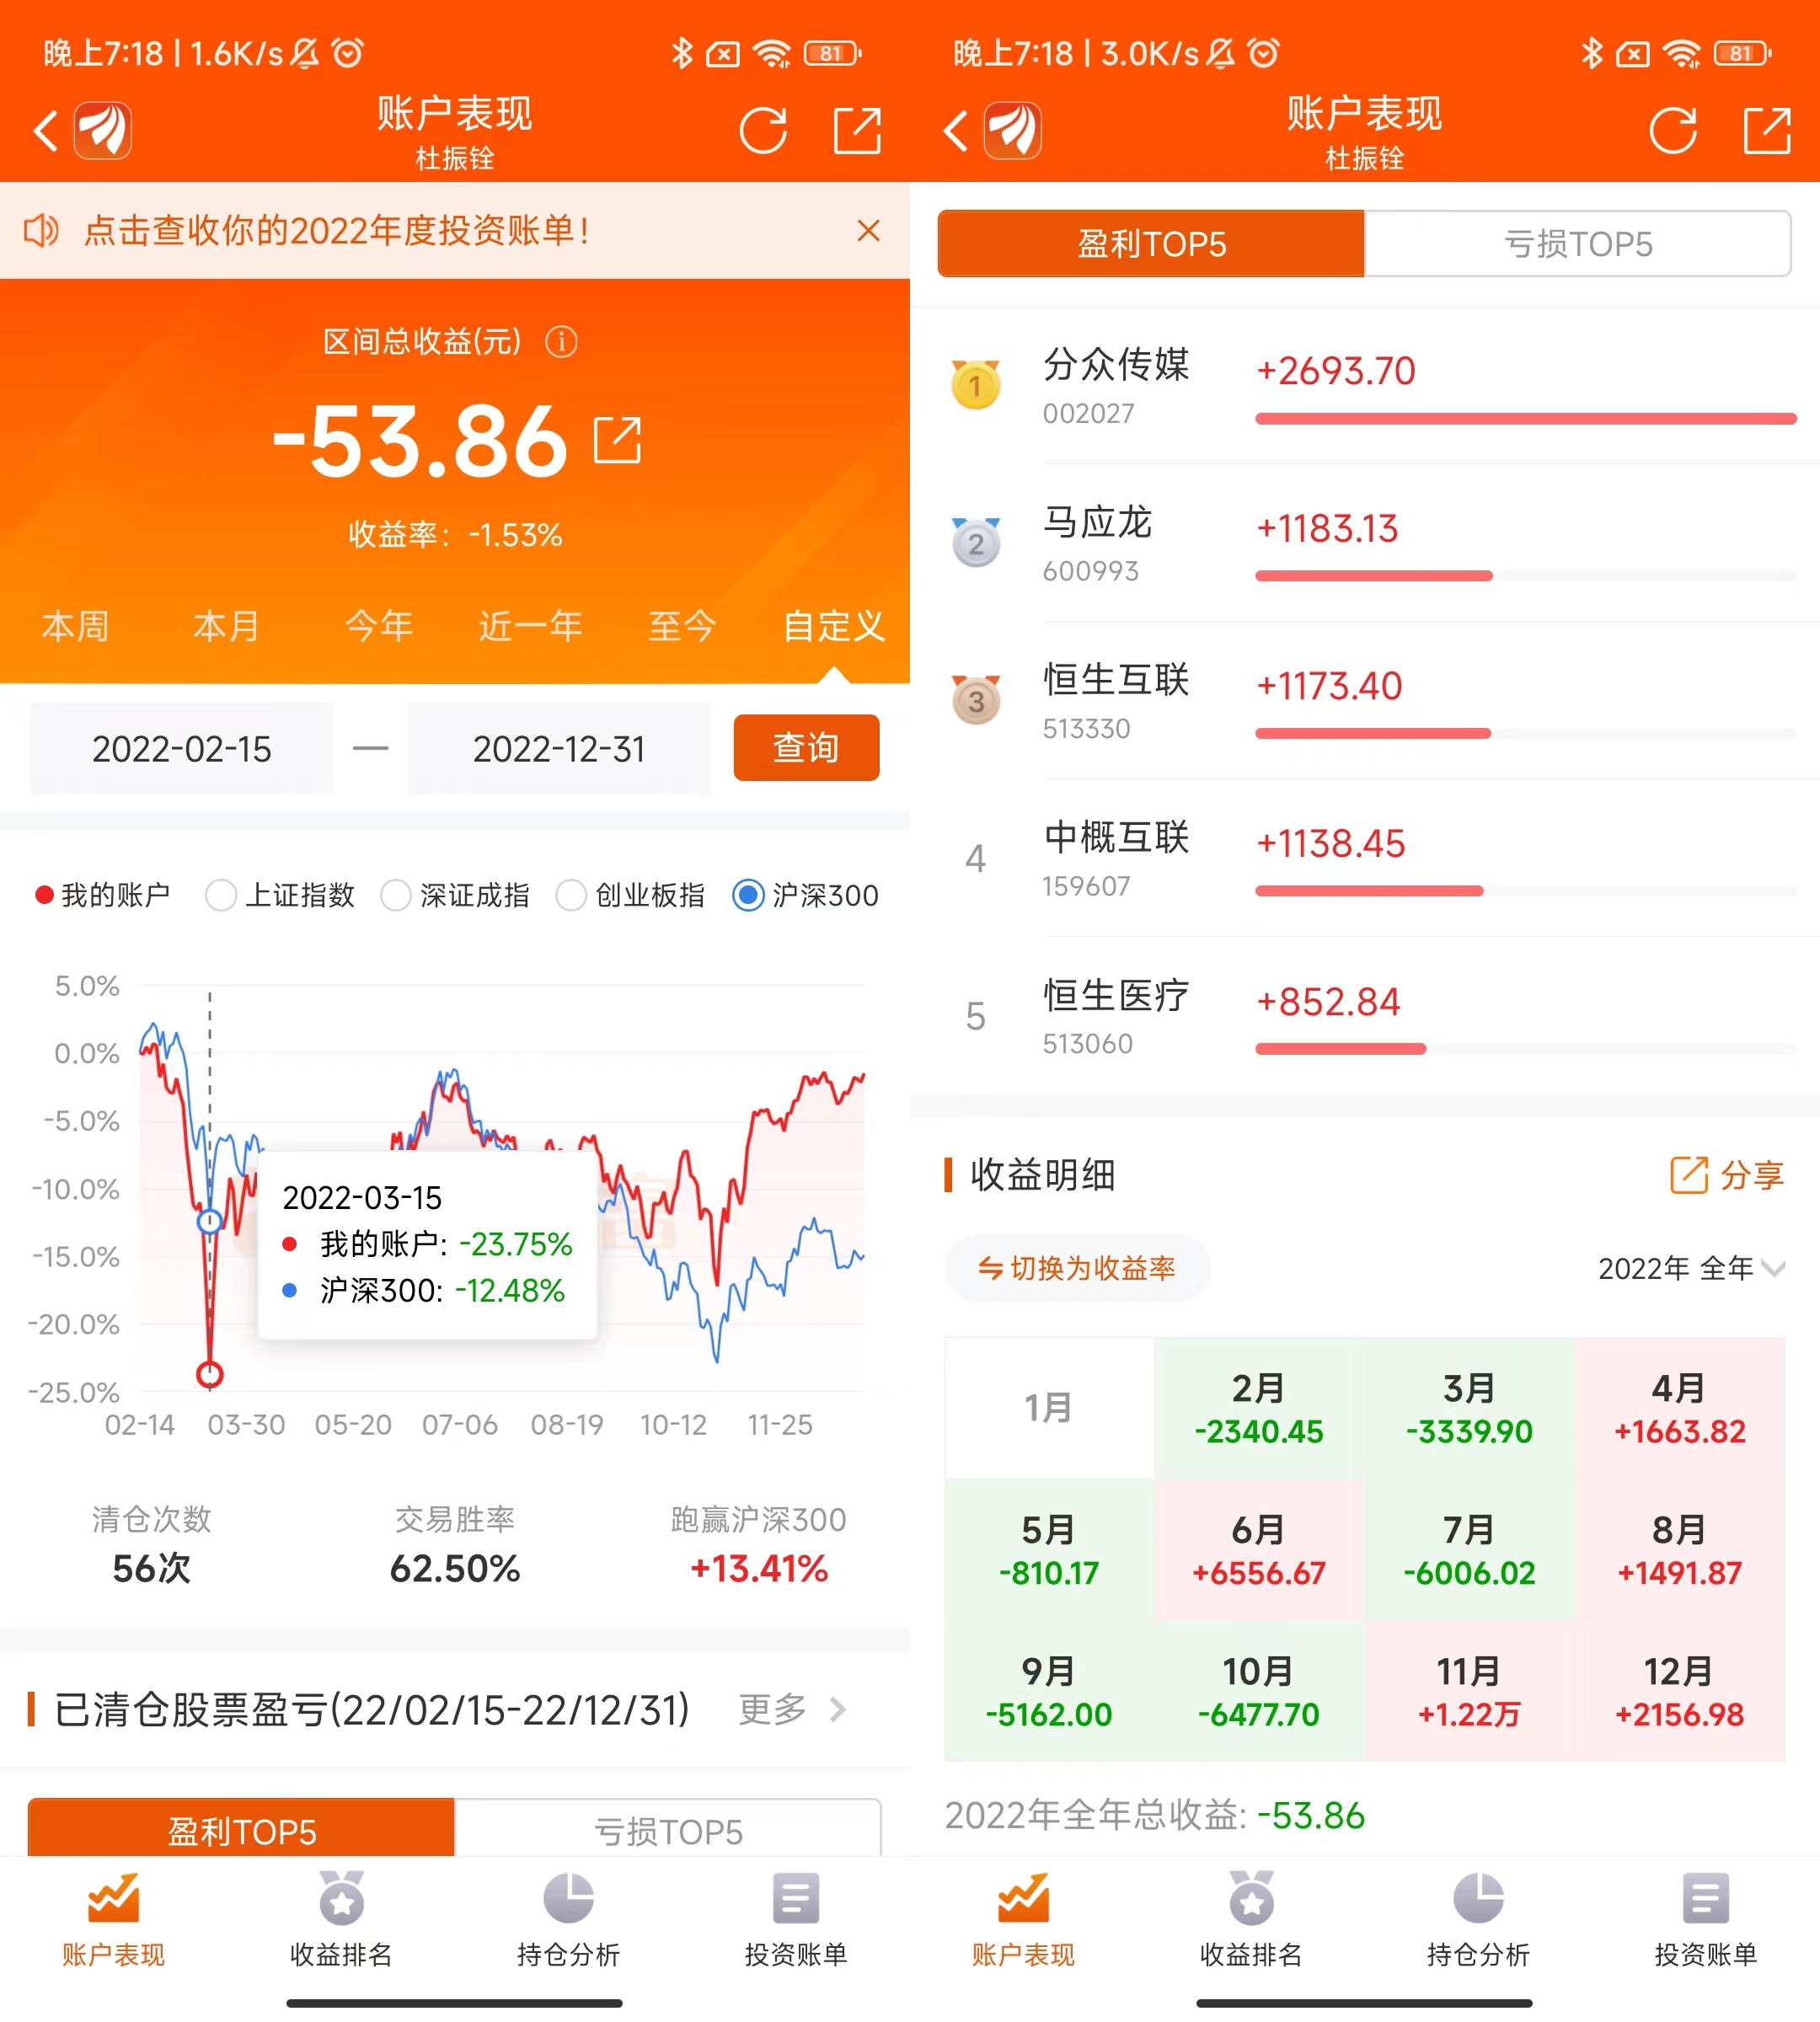 晚上7:18 | 1.6K/s
81
账户表现
杜振铨
点击查收你的2022年度投资账单！
区间总收益(元)
-53.86
收益率：-1.53%
本周 本月 今年 近一年 至今 自定义
2022-02-15 — 2022-12-31 查询
我的账户 上证指数 深证成指 创业板指 沪深300
5.0%
0.0%
-5.0%
-10.0%
-15.0%
-20.0%
-25.0%
2022-03-15
我的账户: -23.75%
沪深300: -12.48%
02-14 03-30 05-20 07-06 08-19 10-12 11-25
清仓次数 交易胜率 跑赢沪深300
56次 62.50% +13.41%
已清仓股票盈亏(22/02/15-22/12/31) 更多
盈利TOP5 亏损TOP5
账户表现 收益排名 持仓分析 投资账单
晚上7:18 | 3.0K/s
81
账户表现
杜振铨
盈利TOP5 亏损TOP5
1 分众传媒 +2693.70
002027
2 马应龙 +1183.13
600993
3 恒生互联 +1173.40
513330
4 中概互联 +1138.45
159607
5 恒生医疗 +852.84
513060
收益明细 分享
切换为收益率 2022年 全年
1月 2月 3月 4月
-2340.45 -3339.90 +1663.82
5月 6月 7月 8月
-810.17 +6556.67 -6006.02 +1491.87
9月 10月 11月 12月
-5162.00 -6477.70 +1.22万 +2156.98
2022年全年总收益: -53.86
账户表现 收益排名 持仓分析 投资账单